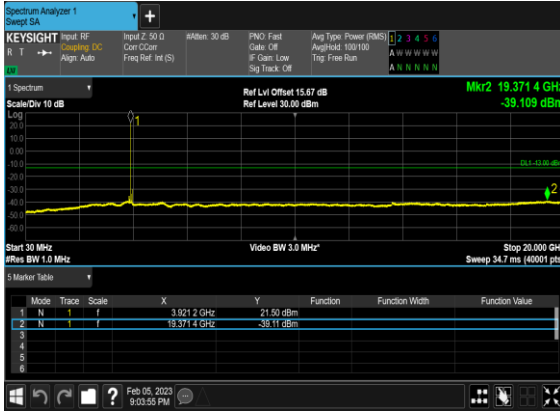 Spectrum Analyzer 1
Swept SA
+
KEYSIGHT Input: RF Input Z: 50 Ω #Atten: 30 dB PNO: Fast Avg Type: Power (RMS) 1 2 3 4 5 6
R T Coupling: DC Corr CCorr Gate: Off Avg|Hold: 100/100 A W W W W W
Align: Auto Freq Ref: Int (S) IF Gain: Low Trig: Free Run
Sig Track: Off A N N N N N
1 Spectrum Ref Lvl Offset 15.67 dB Mkr2 19.371 4 GHz
Scale/Div 10 dB Ref Level 30.00 dBm -39.109 dBm
Log
20.0
10.0
0.00
-10.0
-20.0
-30.0
-40.0
-50.0
-60.0
1
DL1 -13.00 dBm
2
Start 30 MHz Video BW 3.0 MHz* Stop 20.000 GHz
#Res BW 1.0 MHz Sweep 34.7 ms (40001 pts)
5 Marker Table
Mode Trace Scale X Y Function Function Width Function Value
1 N 1 f 3.921 2 GHz 21.50 dBm
2 N 1 f 19.371 4 GHz -39.11 dBm
3
4
5
6
? Feb 05, 2023
9:03:55 PM